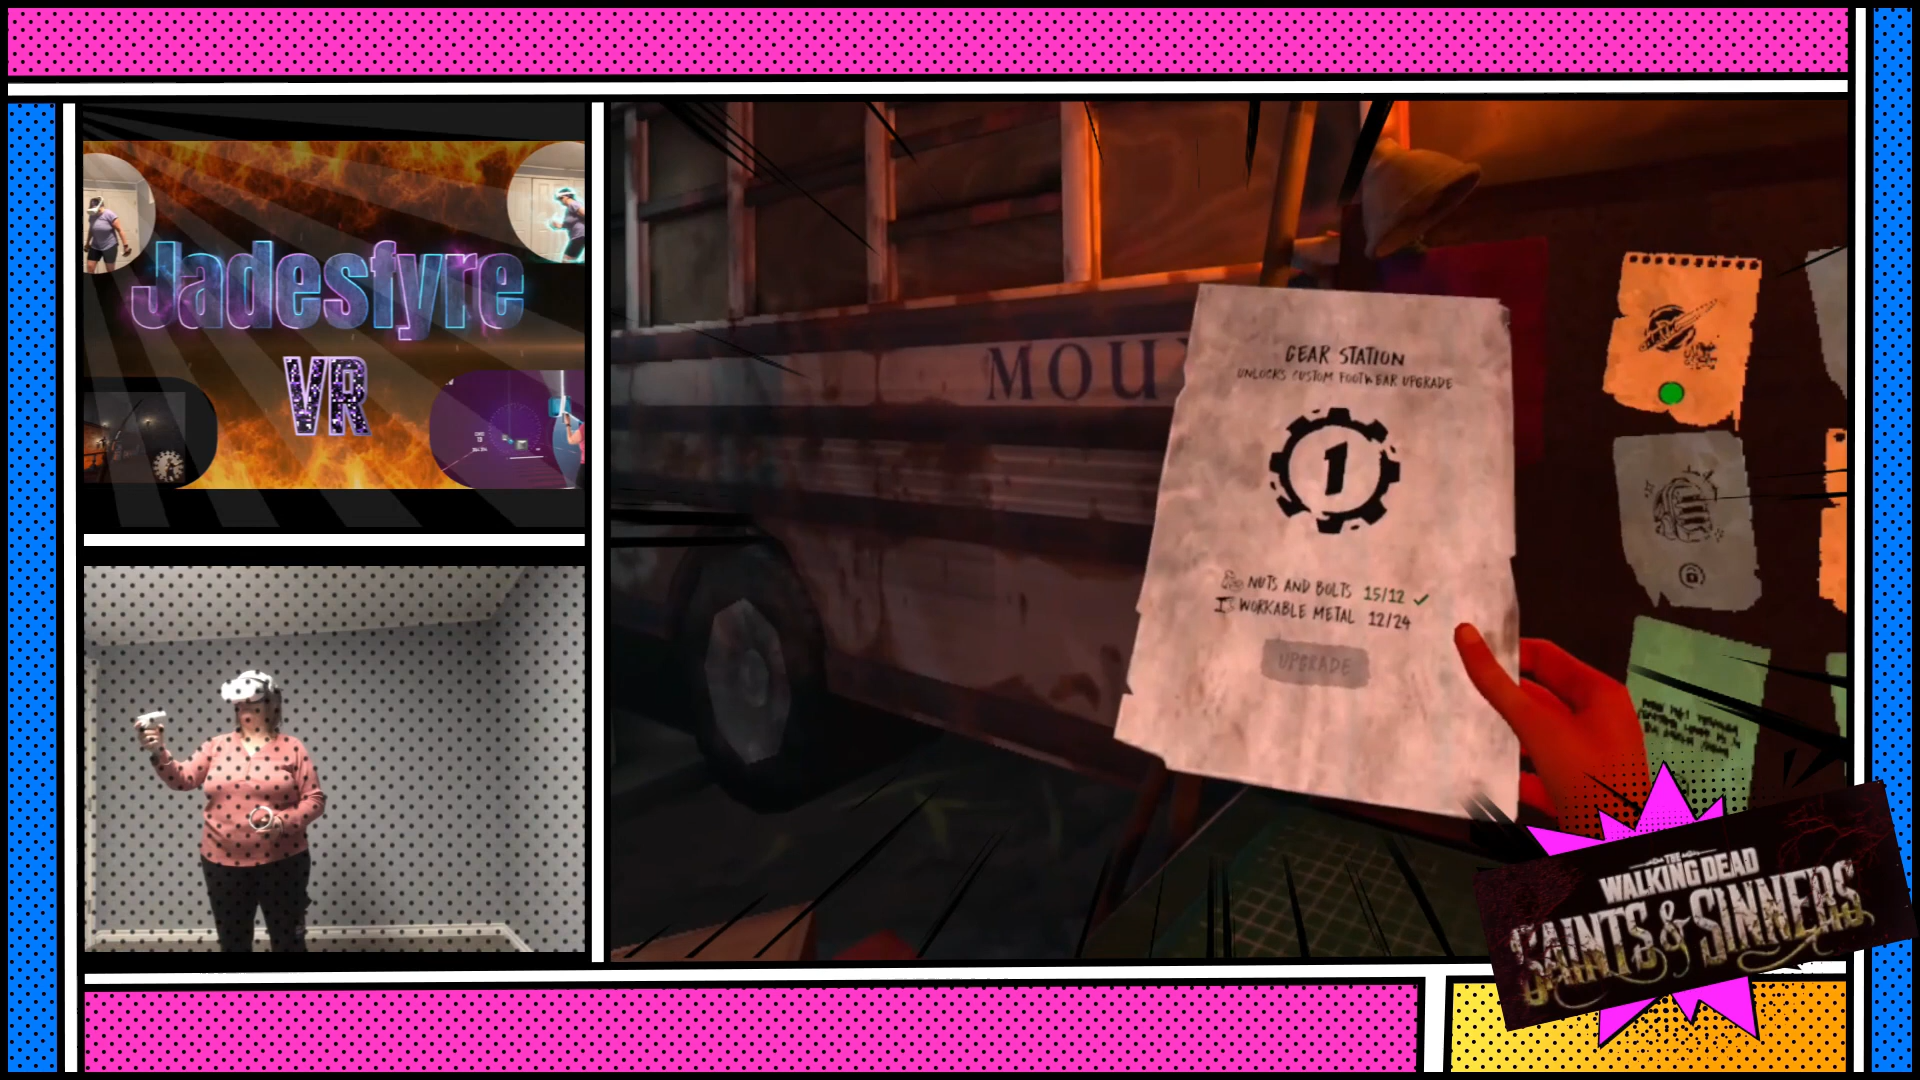 Jadesfyre
VR
MOU
GEAR STATION
UNLOCKS CUSTOM FOOTWEAR UPGRADE
1
NUTS AND BOLTS 15/12 ✓
WORKABLE METAL 12/24
UPGRADE
THE
WALKING DEAD
SAINTS & SINNERS